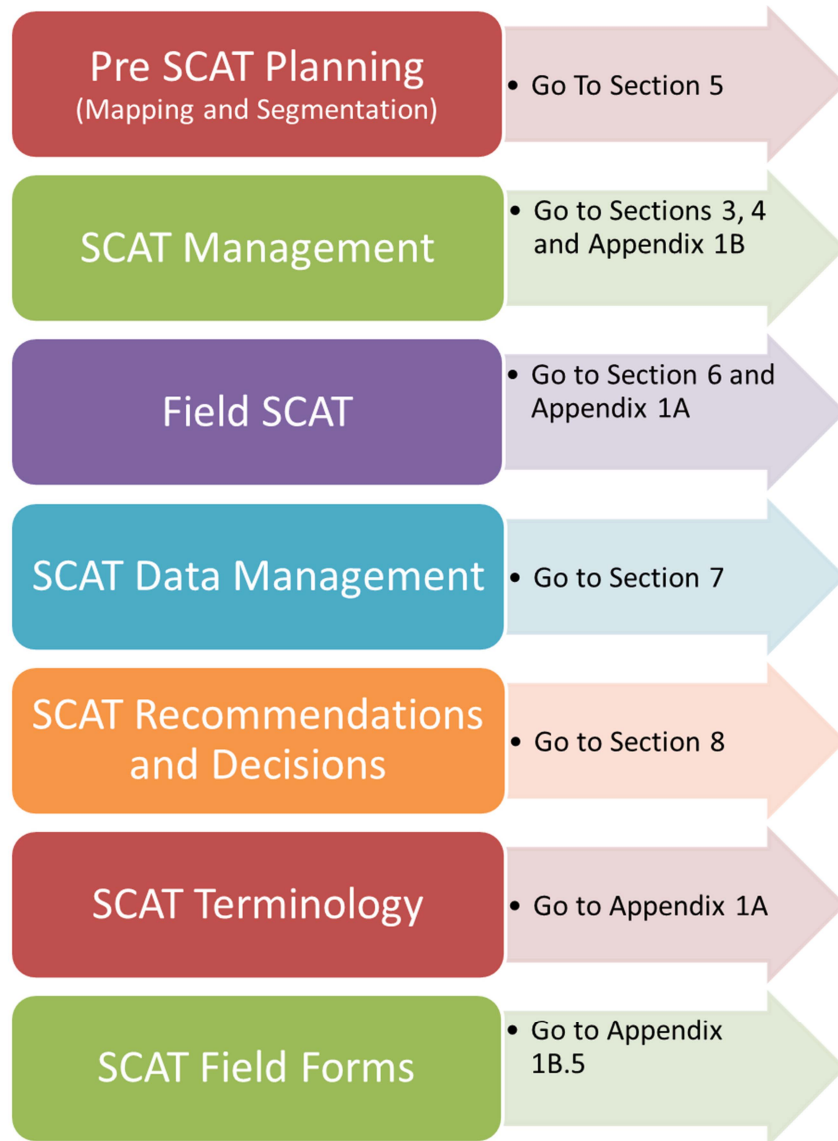 Pre SCAT Planning
(Mapping and Segmentation)
• Go To Section 5
SCAT Management
• Go to Sections 3, 4
and Appendix 1B
Field SCAT
• Go to Section 6 and
Appendix 1A
SCAT Data Management
• Go to Section 7
SCAT Recommendations
and Decisions
• Go to Section 8
SCAT Terminology
• Go to Appendix 1A
SCAT Field Forms
• Go to Appendix
1B.5